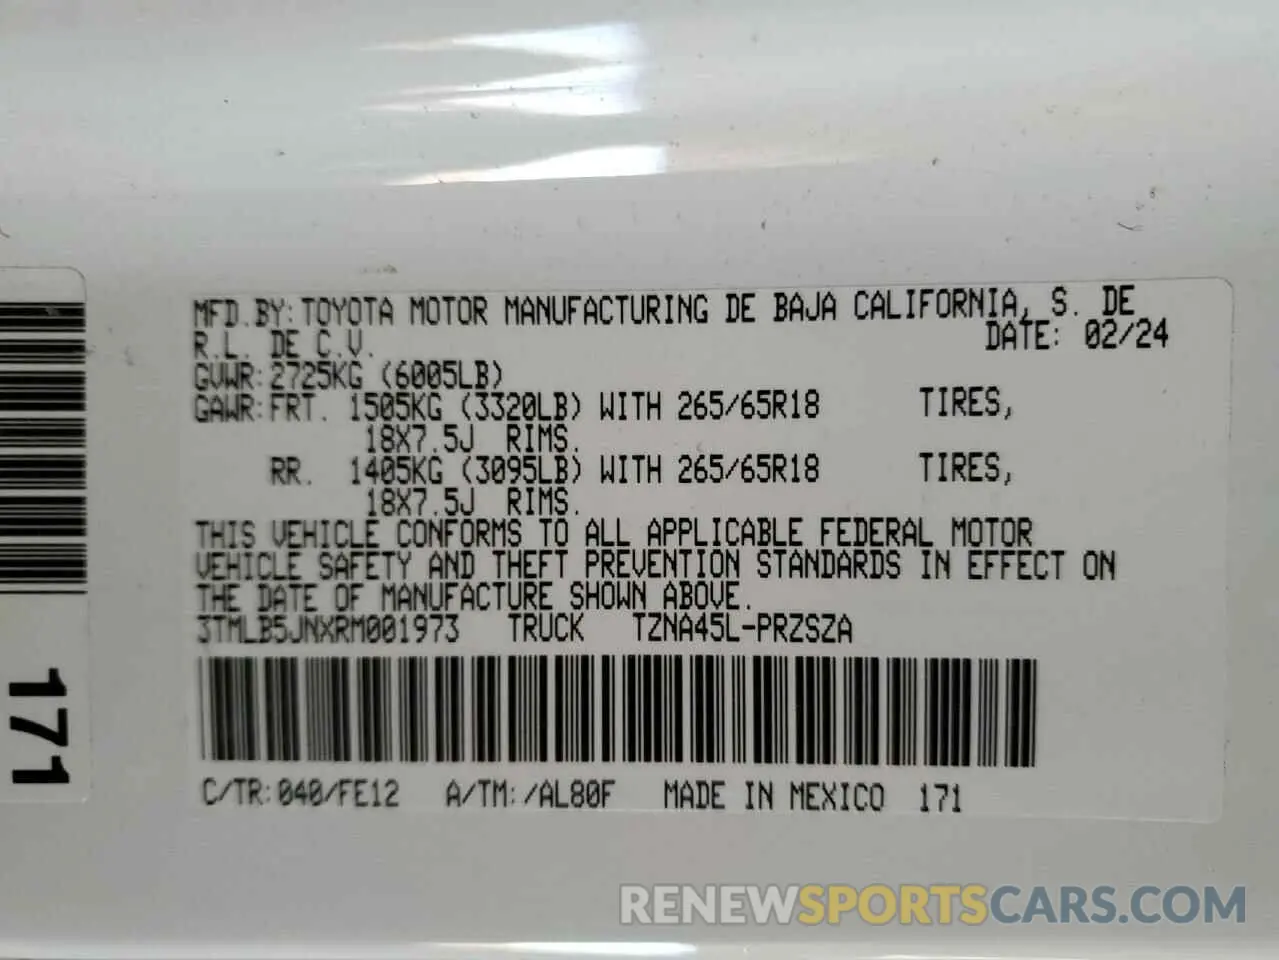 MFD.BY:TOYOTA MOTOR MANUFACTURING DE BAJA CALIFORNIA, S. DE
R.L. DE C.V. DATE: 02/24
GVWR:2725KG (6005LB)
GAWR:FRT. 1505KG (3320LB) WITH 265/65R18 TIRES,
18X7.5J RIMS.
RR. 1405KG (3095LB) WITH 265/65R18 TIRES,
18X7.5J RIMS.
THIS VEHICLE CONFORMS TO ALL APPLICABLE FEDERAL MOTOR
VEHICLE SAFETY AND THEFT PREVENTION STANDARDS IN EFFECT ON
THE DATE OF MANUFACTURE SHOWN ABOVE.
3TMLB5JNXRM001973 TRUCK TZNA45L-PRZSZA
C/TR:040/FE12 A/TM:/AL80F MADE IN MEXICO 171
171
RENEWSPORTSCARS.COM